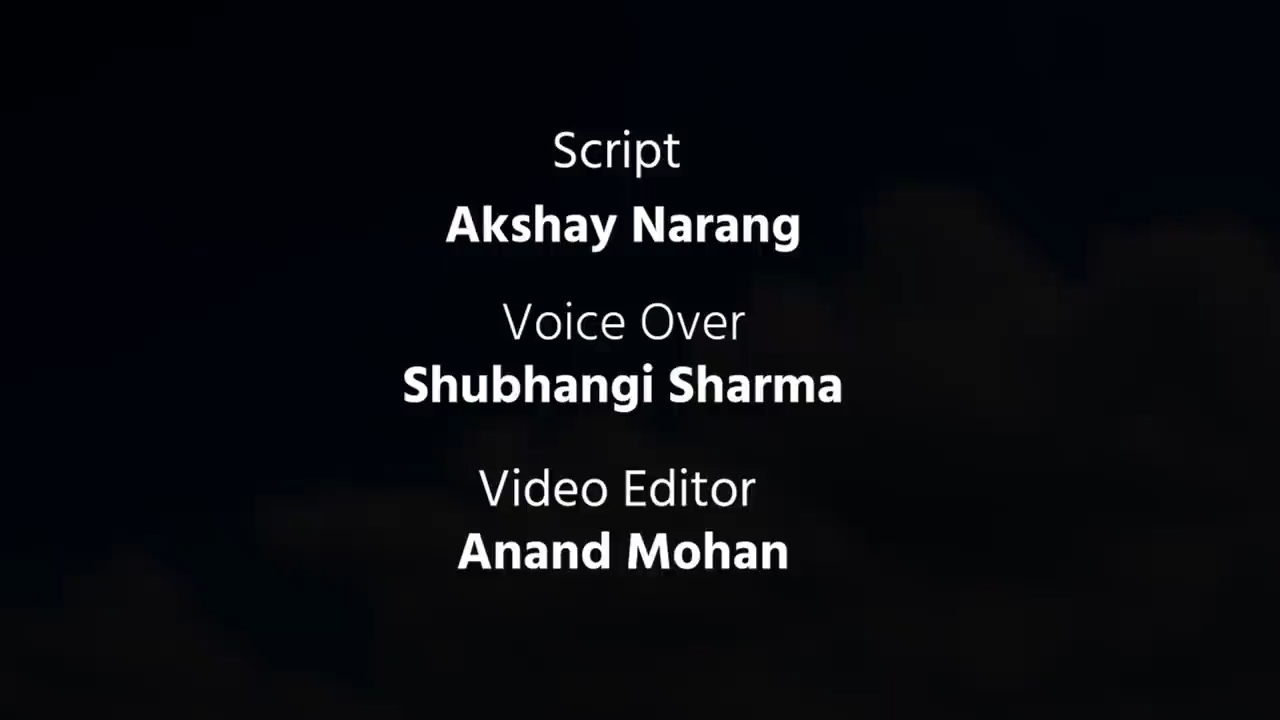 Script
Akshay Narang
Voice Over
Shubhangi Sharma
Video Editor
Anand Mohan